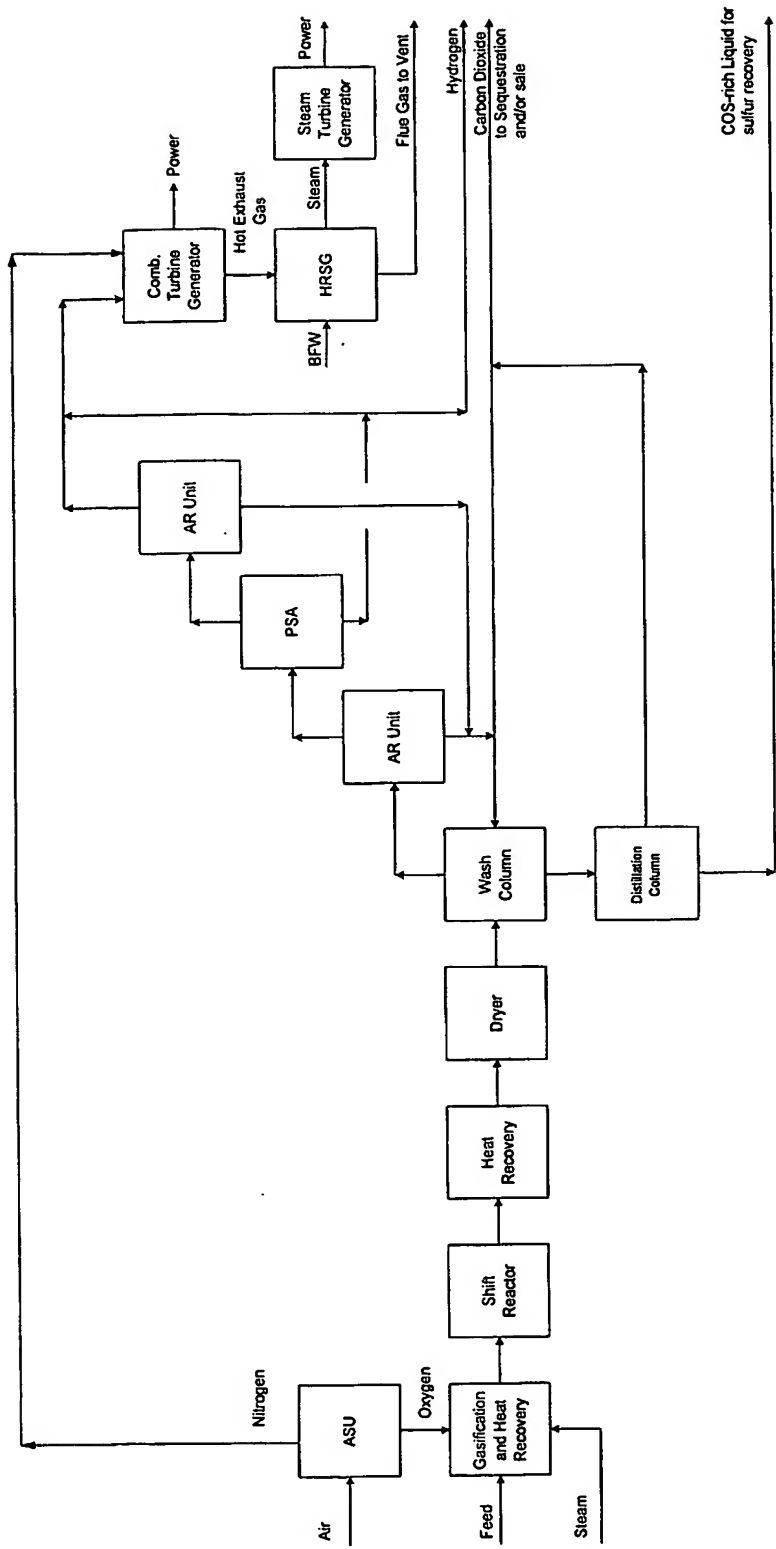 Power
Steam
Turbine
Generator
Steam
Flue Gas to Vent
Hydrogen
Carbon Dioxide
to Sequestration
and/or sale
COS-rich Liquid for
sulfur recovery
Power
Comb.
Turbine
Generator
Hot Exhaust
Gas
HRSG
BFW
AR Unit
PSA
AR Unit
Wash
Column
Distillation
Column
Dryer
Heat
Recovery
Shift
Reactor
Nitrogen
ASU
Oxygen
Gasification
and Heat
Recovery
Air
Feed
Steam